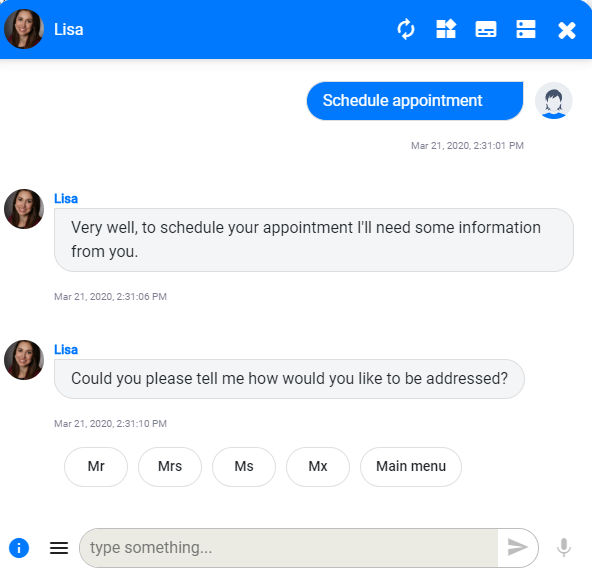 Lisa
Schedule appointment
Mar 21, 2020, 2:31:01 PM
Lisa
Very well, to schedule your appointment I'll need some information
from you.
Mar 21, 2020, 2:31:06 PM
Lisa
Could you please tell me how would you like to be addressed?
Mar 21, 2020, 2:31:10 PM
Mr Mrs Ms Mx Main menu
type something...